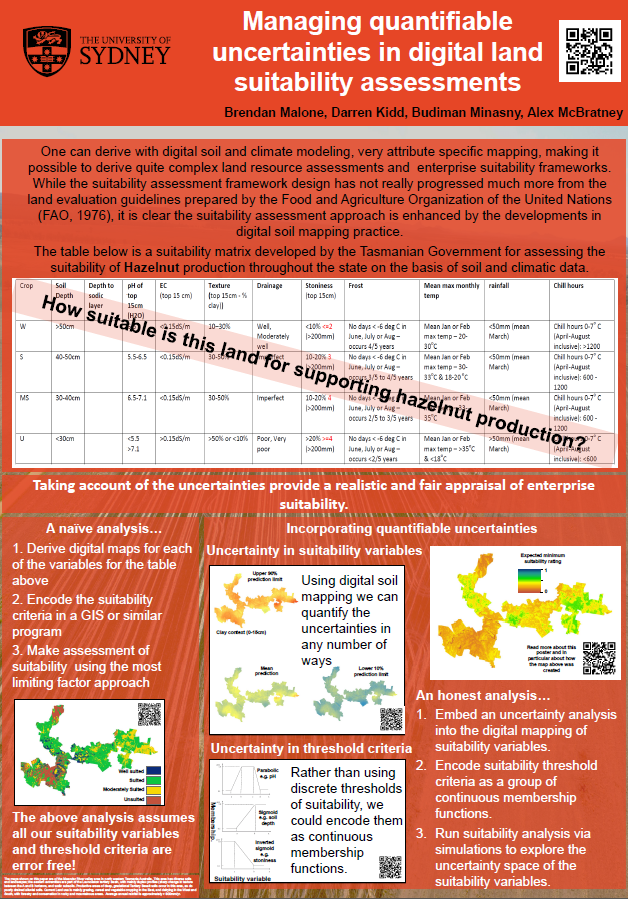 THE UNIVERSITY OF
SYDNEY
Managing quantifiable
uncertainties in digital land
suitability assessments
Brendan Malone, Darren Kidd, Budiman Minasny, Alex McBratney
One can derive with digital soil and climate modeling, very attribute specific mapping, making it
possible to derive quite complex land resource assessments and enterprise suitability frameworks.
While the suitability assessment framework design has not really progressed much more from the
land evaluation guidelines prepared by the Food and Agriculture Organization of the United Nations
(FAO, 1976), it is clear the suitability assessment approach is enhanced by the developments in
digital soil mapping practice.
The table below is a suitability matrix developed by the Tasmanian Government for assessing the
suitability of Hazelnut production throughout the state on the basis of soil and climatic data.
Crop Soil Depth Depth to sodic layer pH of top 15cm (H2O) EC (top 15 cm) Texture (top 15cm - % clay) Drainage Stoniness (top 15cm) Frost Mean max monthly temp rainfall Chill hours
W >50cm <0.15dS/m 10-30% Well, Moderately well <10% <=2 (>200mm) No days < -6 deg C in June, July or Aug – occurs 4/5 years Mean Jan or Feb max temp – 20-30°C <50mm (mean March) Chill hours 0-7°C (April-August inclusive): >1200
S 40-50cm 5.5-6.5 <0.15dS/m 30-50% Imperfect 10-20% 3 (>200mm) No days < -6 deg C in June, July or Aug – occurs 3/5 to 4/5 years Mean Jan or Feb max temp – 30-33°C & 18-20°C <50mm (mean March) Chill hours 0-7°C (April-August inclusive): 600 - 1200
MS 30-40cm 6.5-7.1 <0.15dS/m 30-50% Imperfect 10-20% 4 (>200mm) No days < -6 deg C in June, July or Aug – occurs 2/5 to 3/5 years Mean Jan or Feb max temp 35°C <50mm (mean March) Chill hours 0-7°C (April-August inclusive): 600 - 1200
U <30cm <5.5 >7.1 >0.15dS/m >50% or <10% Poor, Very poor >20% >=4 (>200mm) No days < -6 deg C in June, July or Aug – occurs <2/5 years Mean Jan or Feb max temp – >35°C & <18°C >50mm (mean March) Chill hours 0-7°C (April-August inclusive): <600
How suitable is this land for supporting hazelnut production?
Taking account of the uncertainties provide a realistic and fair appraisal of enterprise
suitability.
A naïve analysis…
1. Derive digital maps for each
of the variables for the table
above
2. Encode the suitability
criteria in a GIS or similar
program
3. Make assessment of
suitability using the most
limiting factor approach
Well suited
Suited
Moderately Suited
Unsuited
The above analysis assumes
all our suitability variables
and threshold criteria are
error free!
Incorporating quantifiable uncertainties
Uncertainty in suitability variables
Upper 90%
prediction limit
Clay content (0-15cm)
Mean
prediction
Lower 10%
prediction limit
Using digital soil
mapping we can
quantify the
uncertainties in
any number of
ways
Uncertainty in threshold criteria
Membership
Parabolic
e.g. pH
Sigmoid
e.g. soil depth
Inverted
sigmoid
e.g.
stoniness
Suitability variable
Rather than using
discrete thresholds
of suitability, we
could encode them
as continuous
membership
functions.
Expected minimum
suitability rating
1
0
Read more about this
poster and in
particular about how
the map above was
created
An honest analysis…
1. Embed an uncertainty analysis
into the digital mapping of
suitability variables.
2. Encode suitability threshold
criteria as a group of
continuous membership
functions.
3. Run suitability analysis via
simulations to explore the
uncertainty space of the
suitability variables.